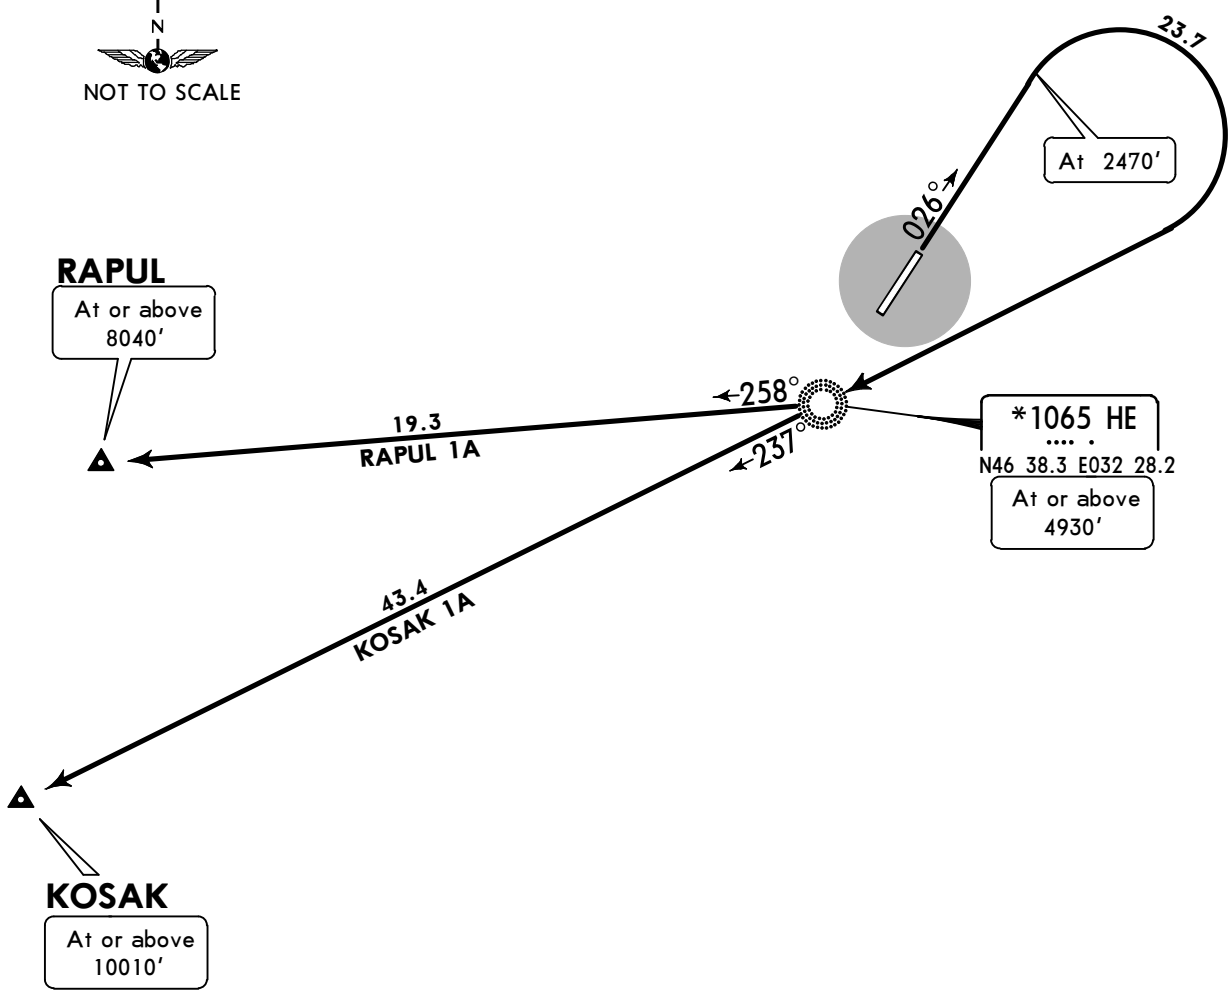 N
NOT TO SCALE
23.7
At 2470'
026°
RAPUL
At or above
8040'
258°
19.3
RAPUL 1A
237°
*1065 HE
N46 38.3 E032 28.2
At or above
4930'
43.4
KOSAK 1A
KOSAK
At or above
10010'